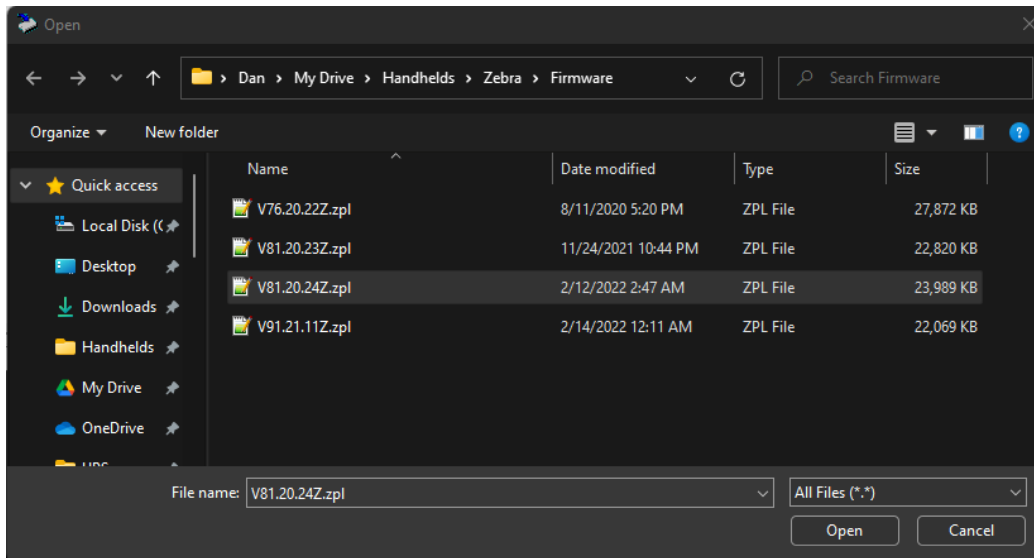 Open
Dan > My Drive > Handhelds > Zebra > Firmware
Search Firmware
Organize
New folder
Name Date modified Type Size
Quick access
Local Disk ((
Desktop
Downloads
Handhelds
My Drive
OneDrive
V76.20.22Z.zpl 8/11/2020 5:20 PM ZPL File 27,872 KB
V81.20.23Z.zpl 11/24/2021 10:44 PM ZPL File 22,820 KB
V81.20.24Z.zpl 2/12/2022 2:47 AM ZPL File 23,989 KB
V91.21.11Z.zpl 2/14/2022 12:11 AM ZPL File 22,069 KB
File name: V81.20.24Z.zpl
All Files (*.*)
Open Cancel